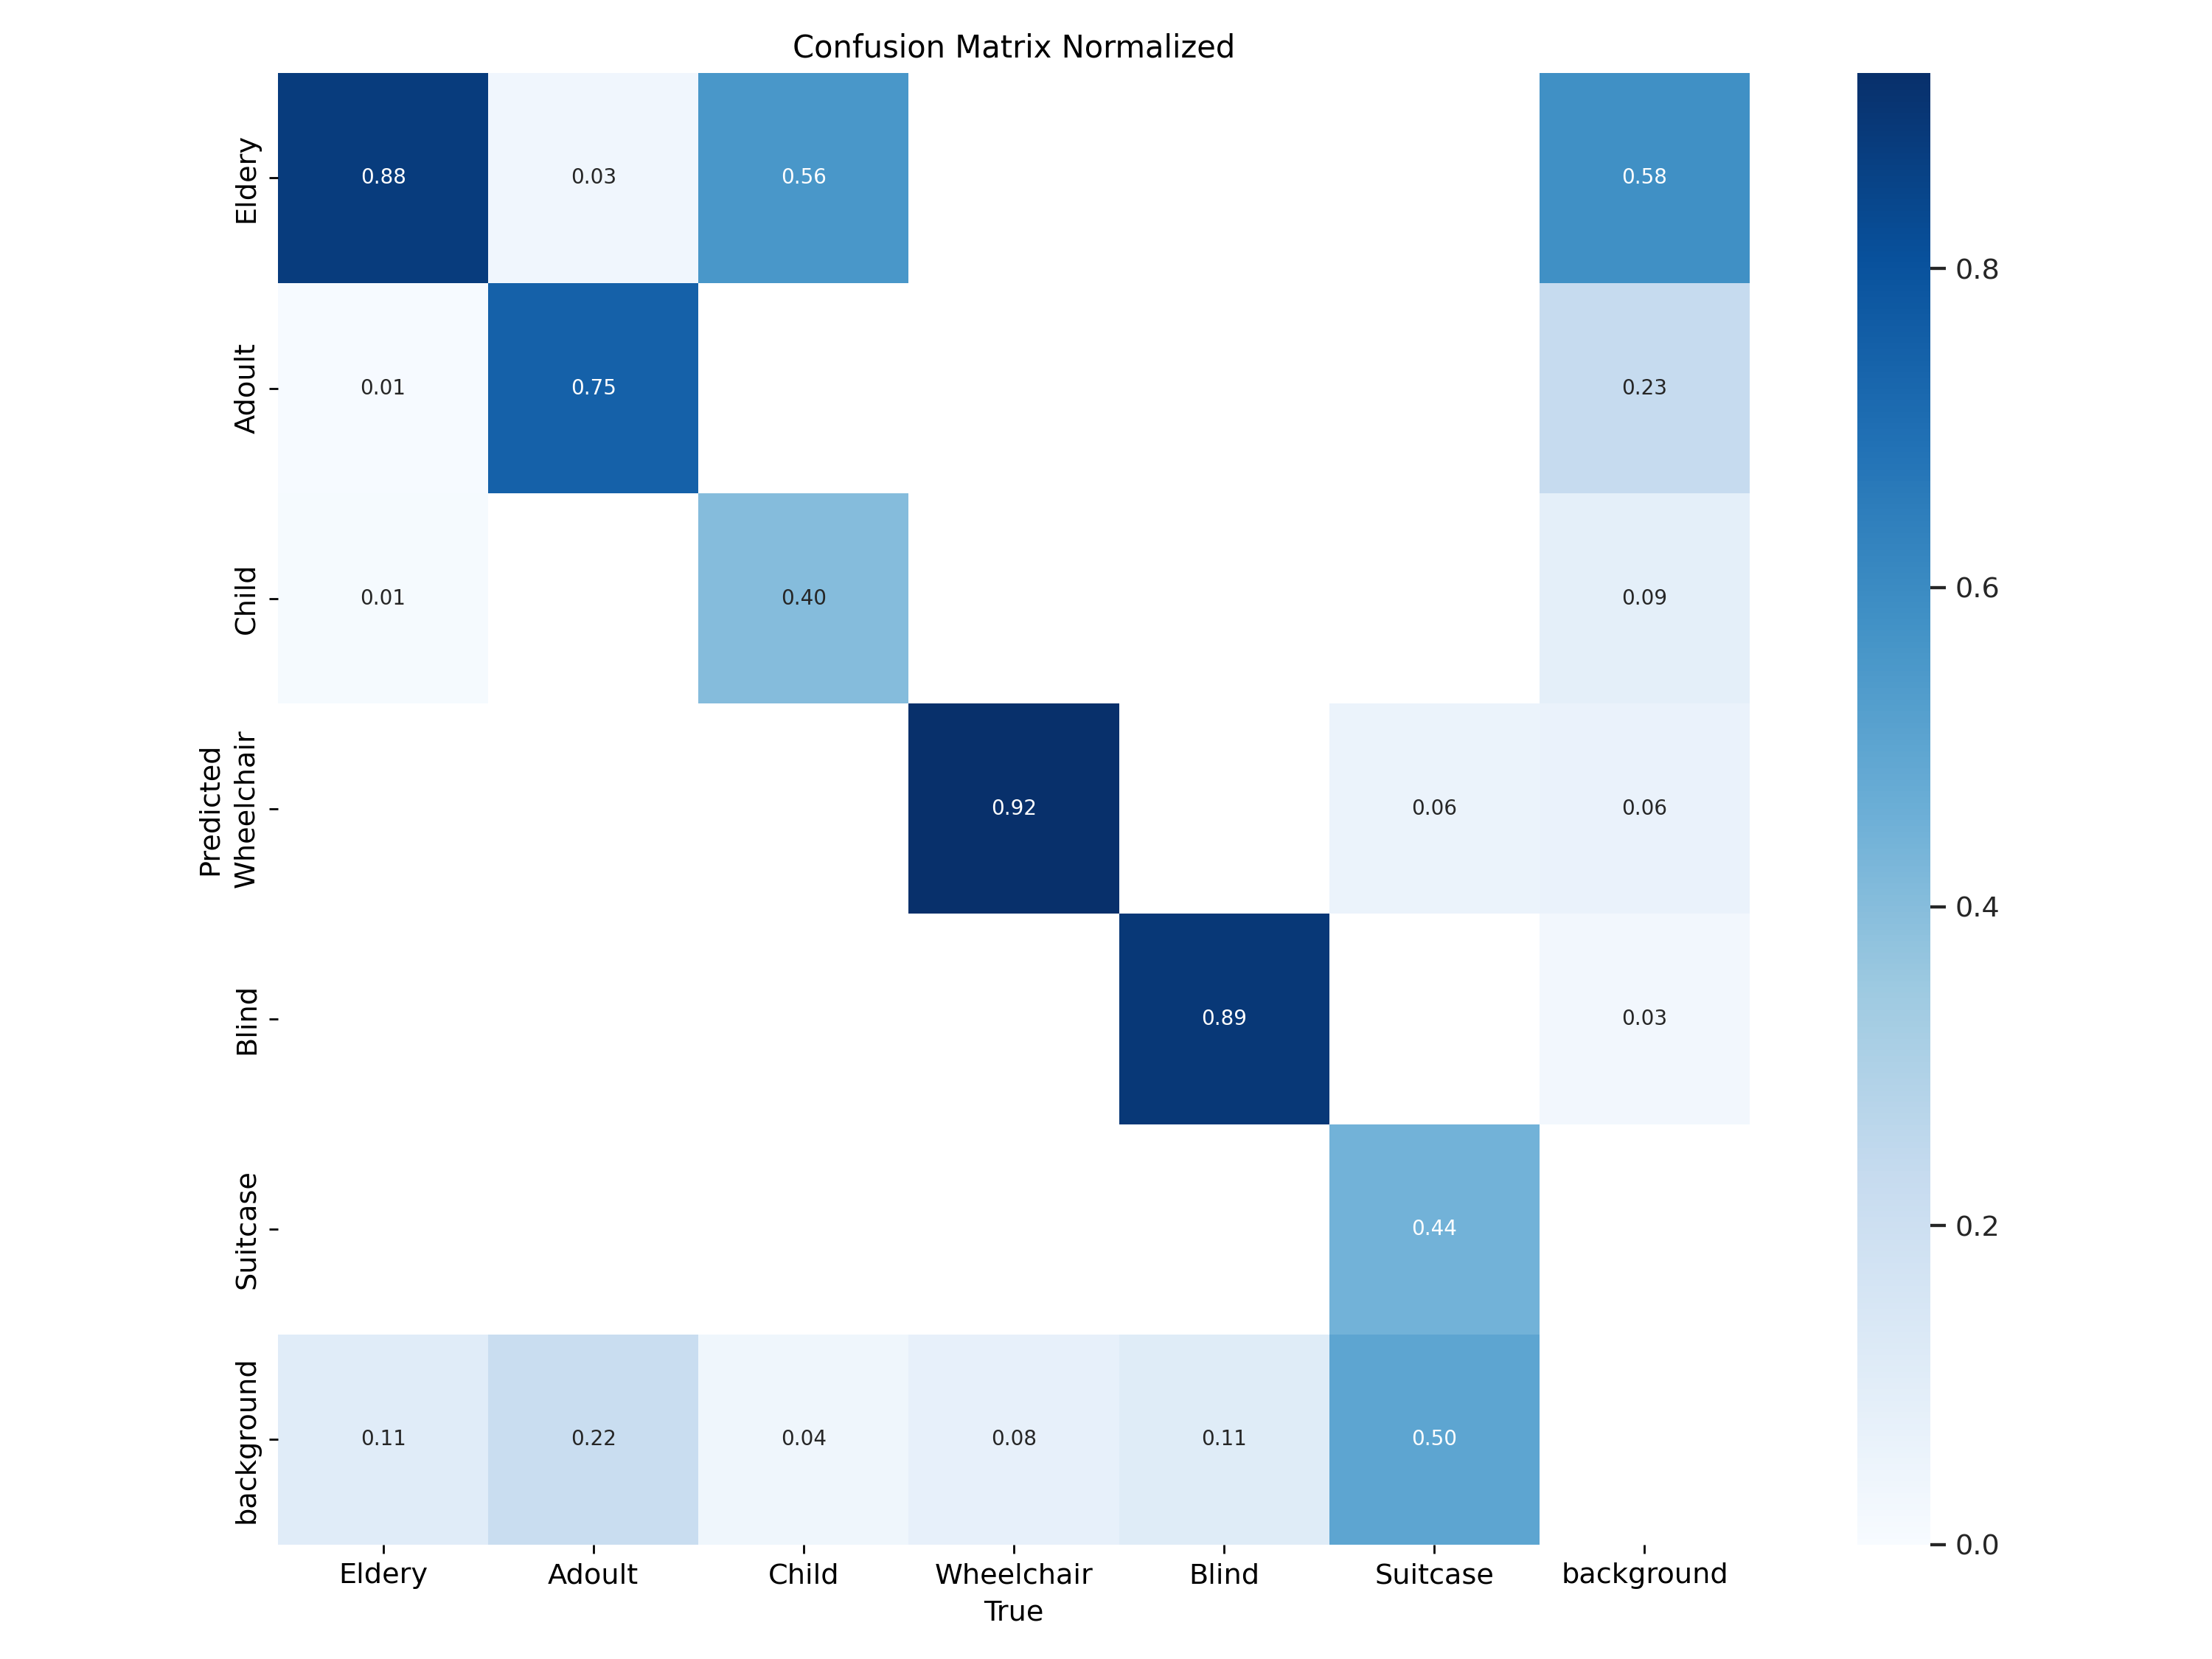 Confusion Matrix Normalized
Eldery
0.88
0.03
0.56
0.58
0.8
Adoult
0.01
0.75
0.23
0.6
Child
0.01
0.40
0.09
Predicted
Wheelchair
0.92
0.06
0.06
0.4
Blind
0.89
0.03
Suitcase
0.44
0.2
background
0.11
0.22
0.04
0.08
0.11
0.50
0.0
Eldery
Adoult
Child
Wheelchair
Blind
Suitcase
background
True